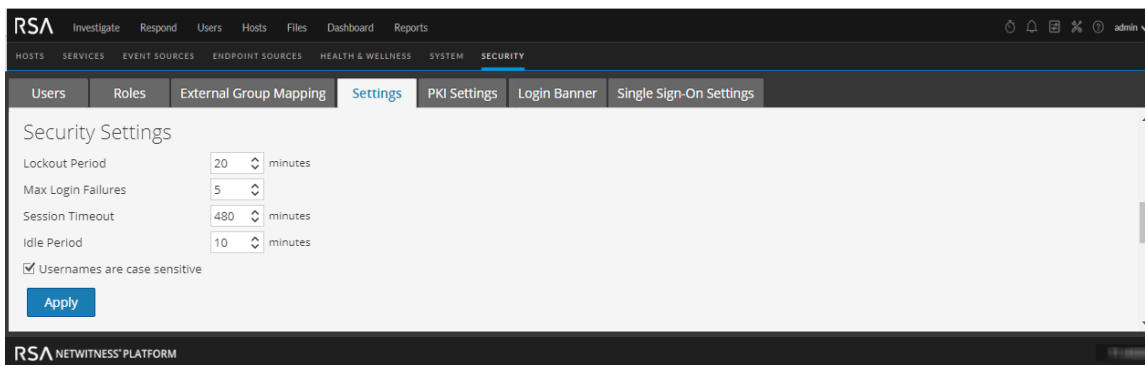 RSA Investigate Respond Users Hosts Files Dashboard Reports admin
HOSTS SERVICES EVENT SOURCES ENDPOINT SOURCES HEALTH & WELLNESS SYSTEM SECURITY
Users Roles External Group Mapping Settings PKI Settings Login Banner Single Sign-On Settings
Security Settings
Lockout Period 20 minutes
Max Login Failures 5
Session Timeout 480 minutes
Idle Period 10 minutes
Usernames are case sensitive
Apply
RSA NETWITNESS® PLATFORM